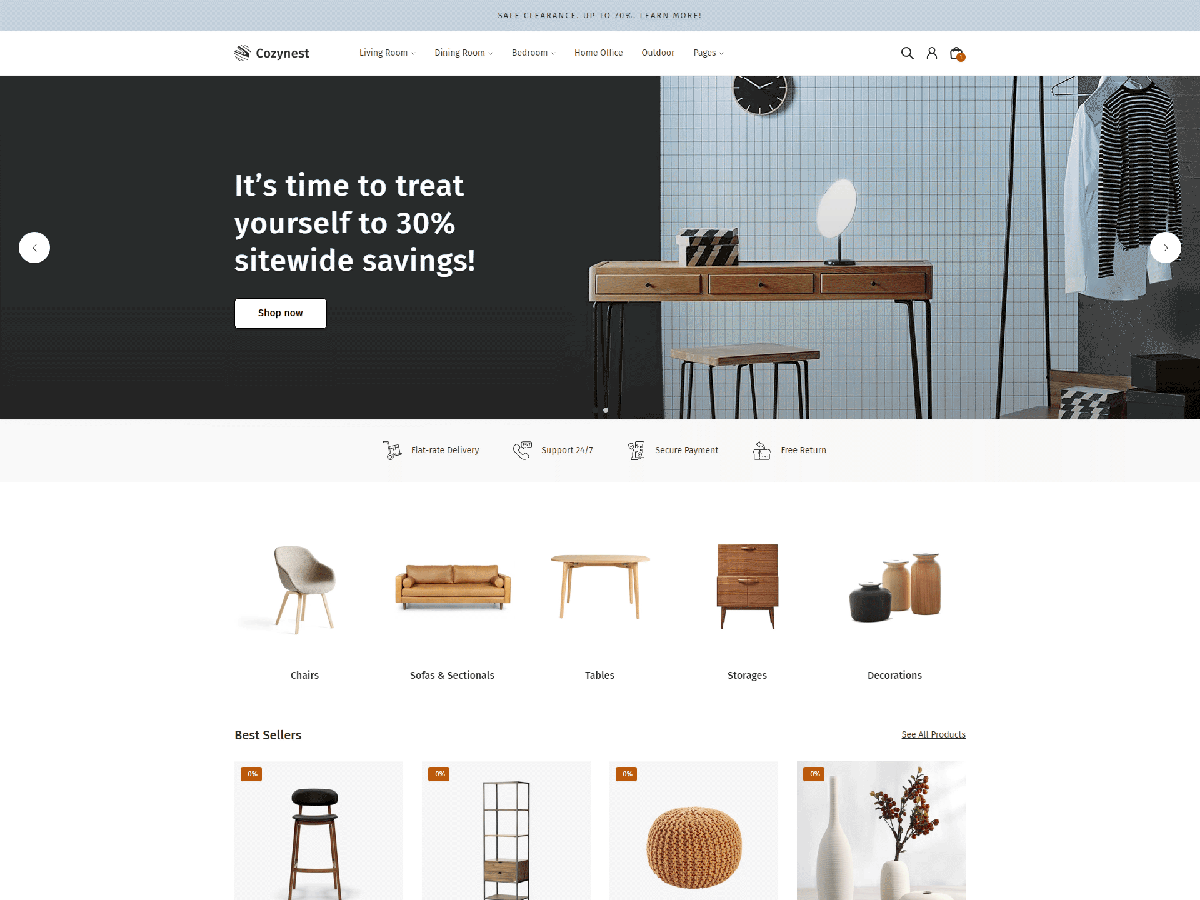 SALE CLEARANCE. UP TO 70%. LEARN MORE!
Cozynest
Living Room
Dining Room
Bedroom
Home Office
Outdoor
Pages
It's time to treat
yourself to 30%
sitewide savings!
Shop now
Flat-rate Delivery
Support 24/7
Secure Payment
Free Return
Chairs
Sofas & Sectionals
Tables
Storages
Decorations
Best Sellers
See All Products
0%
0%
0%
0%